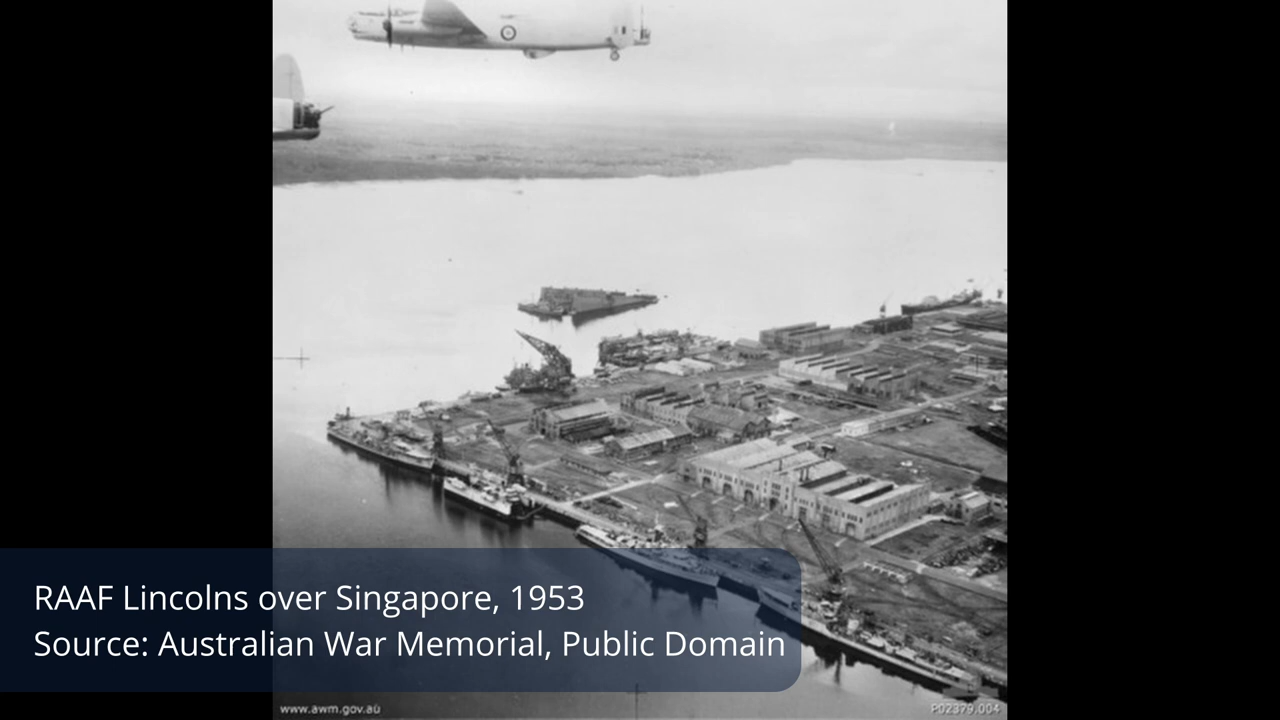 RAAF Lincolns over Singapore, 1953
Source: Australian War Memorial, Public Domain
www.awm.gov.au
P02379.004